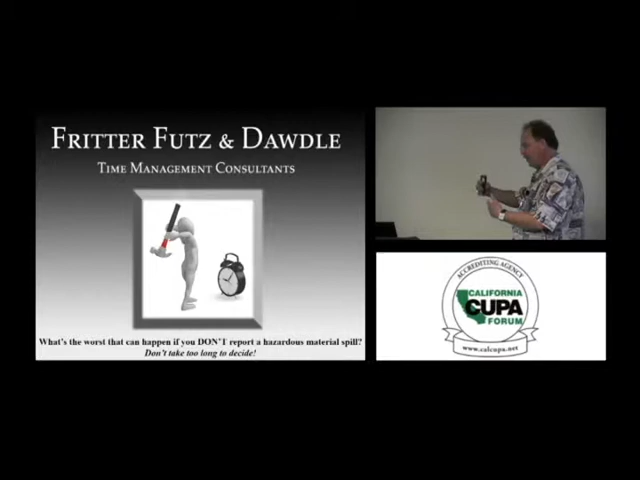 FRITTER FUTZ & DAWDLE
TIME MANAGEMENT CONSULTANTS
What's the worst that can happen if you DON'T report a hazardous material spill?
Don't take too long to decide!
ACCREDITING AGENCY
CALIFORNIA
CUPA
FORUM
www.calcupa.net